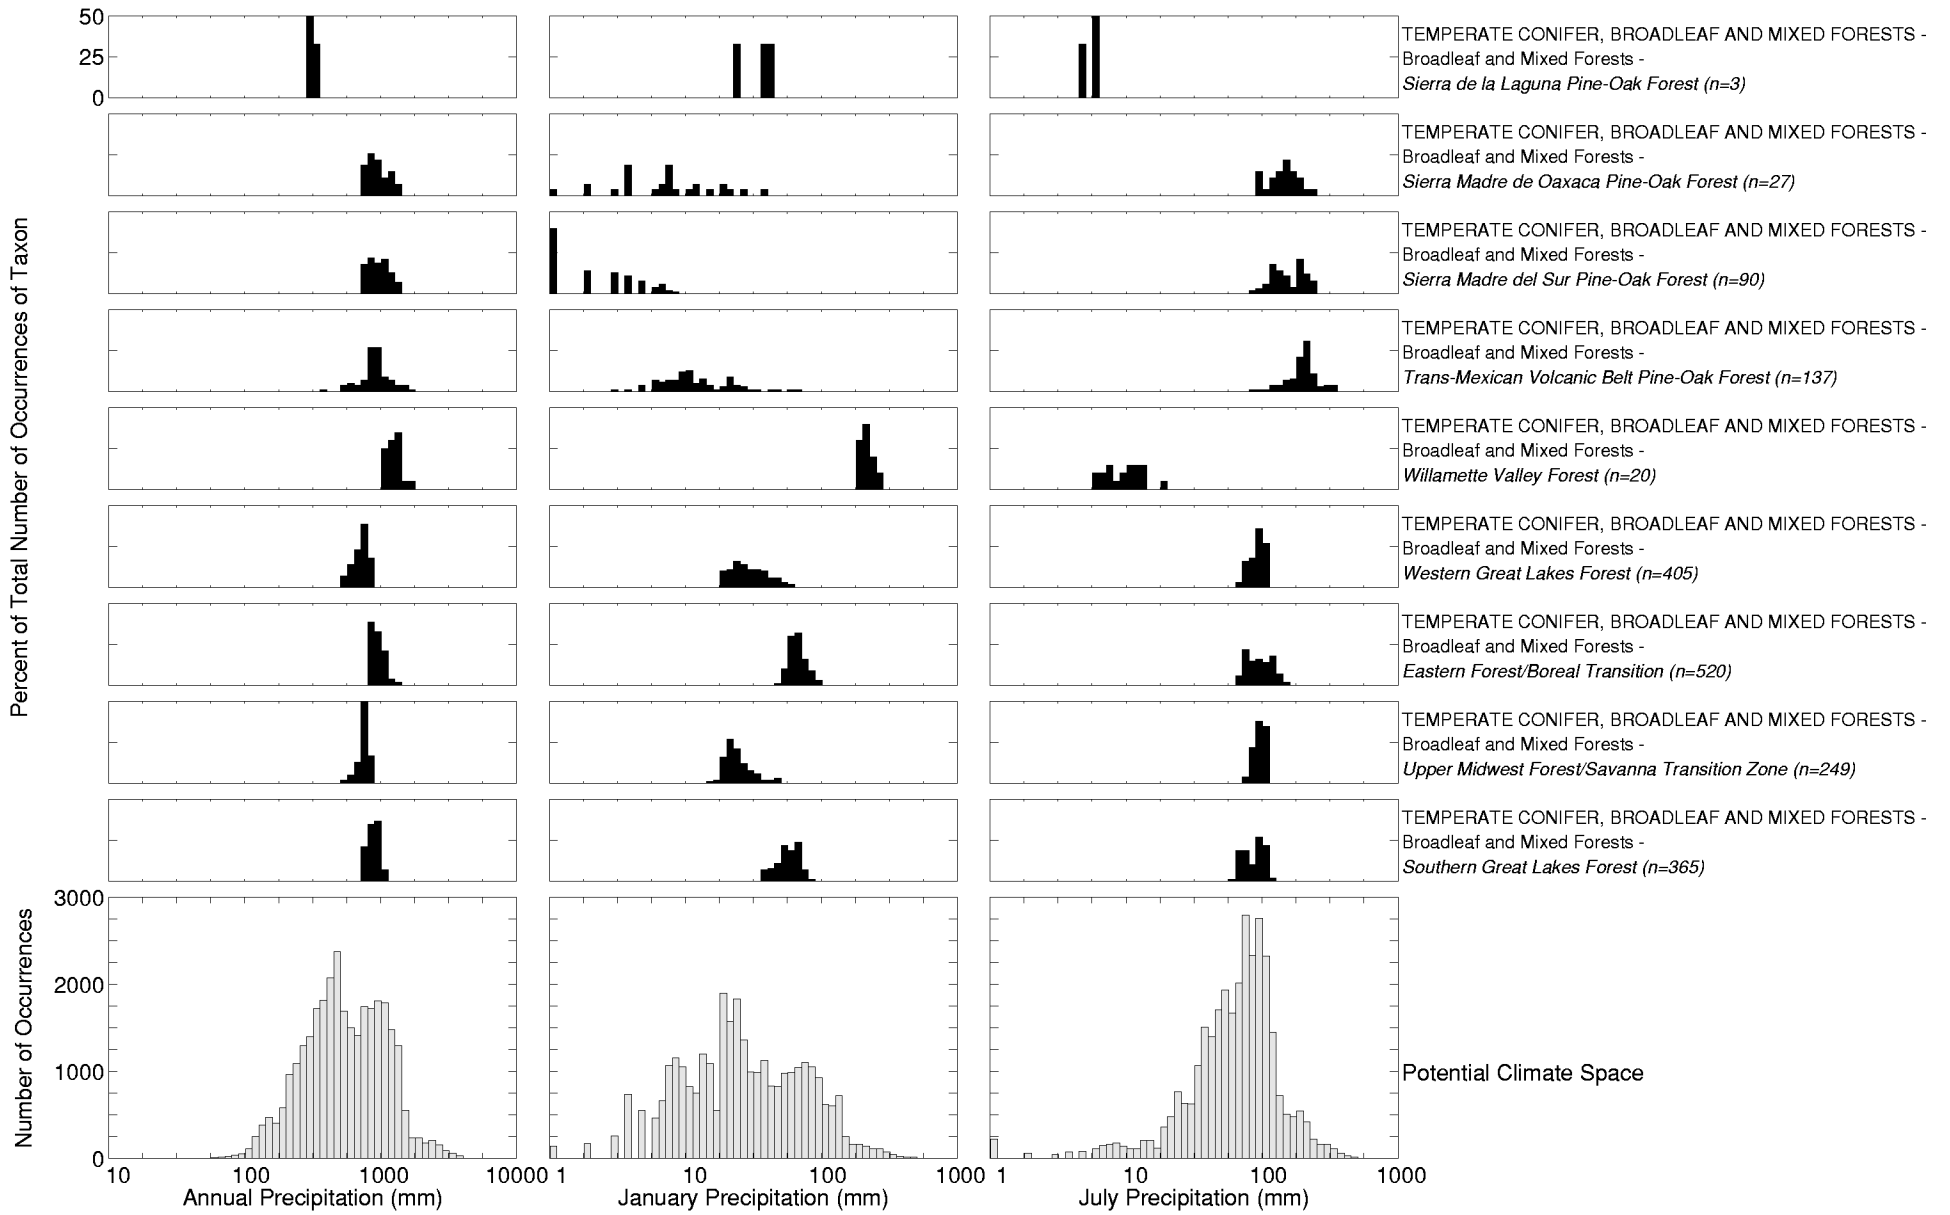 50
25
0
TEMPERATE CONIFER, BROADLEAF AND MIXED FORESTS -
Broadleaf and Mixed Forests -
Sierra de la Laguna Pine-Oak Forest (n=3)
TEMPERATE CONIFER, BROADLEAF AND MIXED FORESTS -
Broadleaf and Mixed Forests -
Sierra Madre de Oaxaca Pine-Oak Forest (n=27)
TEMPERATE CONIFER, BROADLEAF AND MIXED FORESTS -
Broadleaf and Mixed Forests -
Sierra Madre del Sur Pine-Oak Forest (n=90)
TEMPERATE CONIFER, BROADLEAF AND MIXED FORESTS -
Broadleaf and Mixed Forests -
Trans-Mexican Volcanic Belt Pine-Oak Forest (n=137)
TEMPERATE CONIFER, BROADLEAF AND MIXED FORESTS -
Broadleaf and Mixed Forests -
Willamette Valley Forest (n=20)
TEMPERATE CONIFER, BROADLEAF AND MIXED FORESTS -
Broadleaf and Mixed Forests -
Western Great Lakes Forest (n=405)
TEMPERATE CONIFER, BROADLEAF AND MIXED FORESTS -
Broadleaf and Mixed Forests -
Eastern Forest/Boreal Transition (n=520)
TEMPERATE CONIFER, BROADLEAF AND MIXED FORESTS -
Broadleaf and Mixed Forests -
Upper Midwest Forest/Savanna Transition Zone (n=249)
TEMPERATE CONIFER, BROADLEAF AND MIXED FORESTS -
Broadleaf and Mixed Forests -
Southern Great Lakes Forest (n=365)
Percent of Total Number of Occurrences of Taxon
3000
2000
1000
0
Number of Occurrences
Potential Climate Space
10 100 1000 10000
1 10 100 1000
1 10 100 1000
Annual Precipitation (mm)
January Precipitation (mm)
July Precipitation (mm)